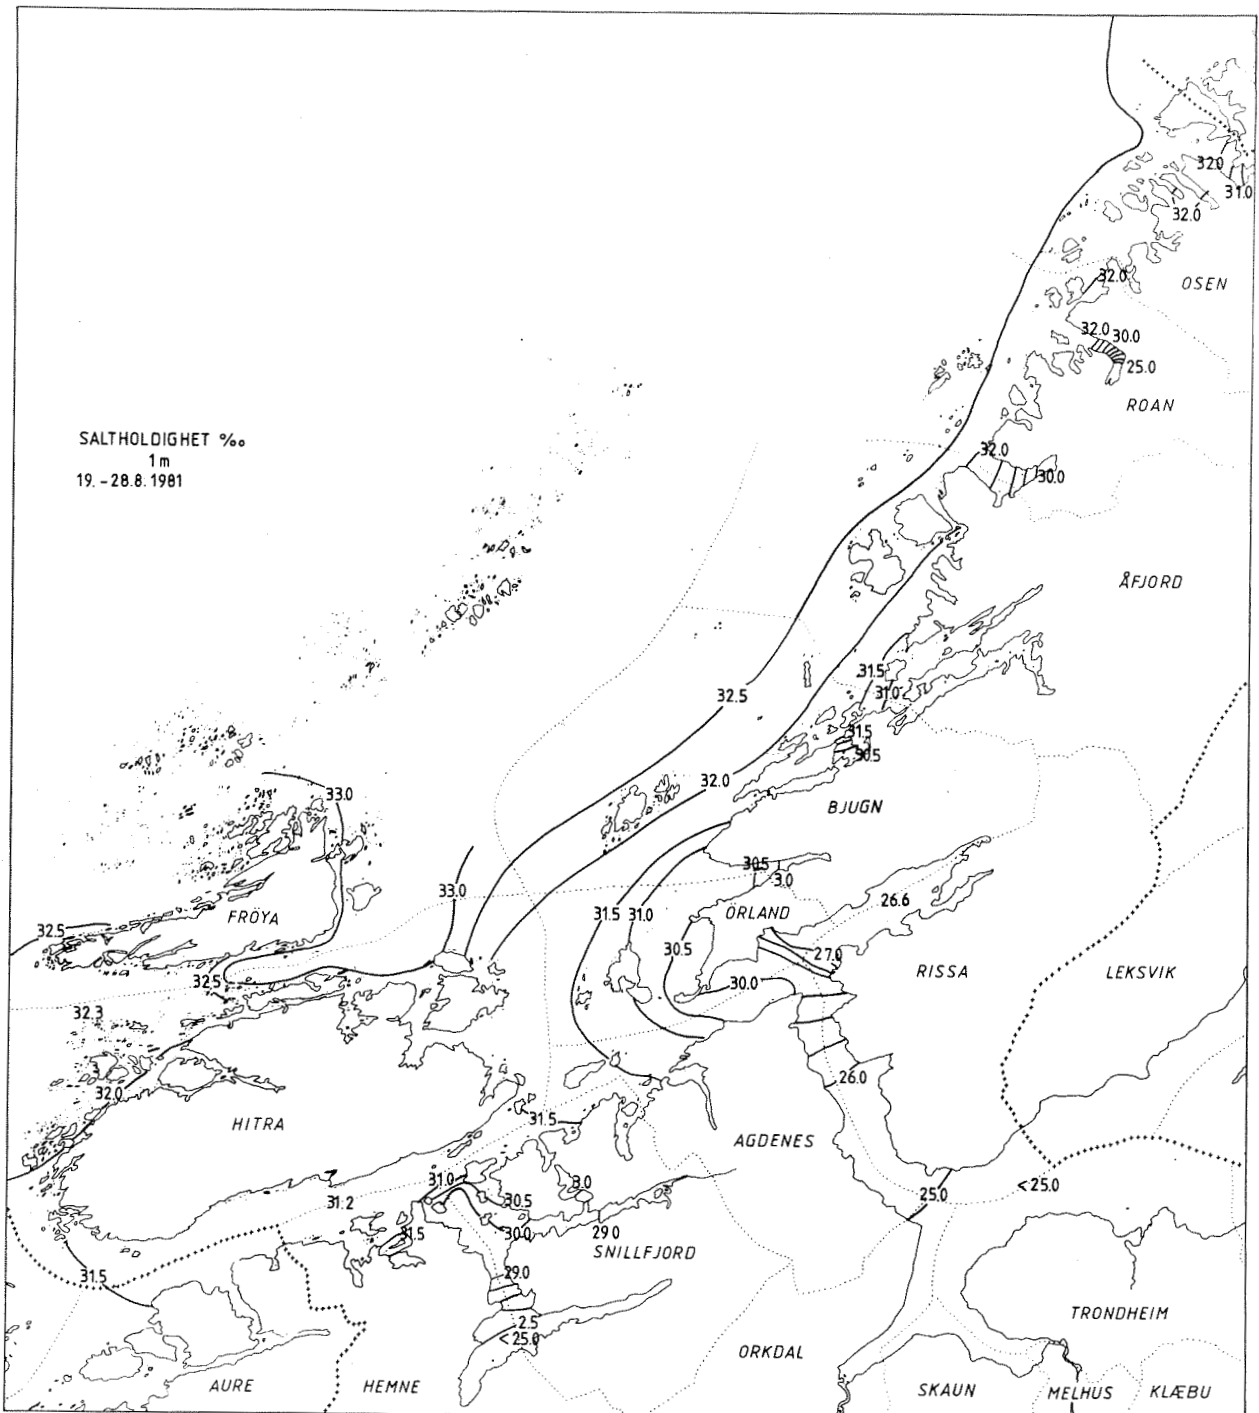 32.0
31.0
32.0
OSEN
32.0
32.0 30.0
25.0
ROAN
SALTHOLDIGHET ‰
1 m
19. - 28.8. 1981
32.0
30.0
ÅFJORD
31.5
31.0
32.5
31.5
30.5
32.0
33.0
BJUGN
30.5
3.0
33.0
26.6
FRÖYA
31.5
31.0
ÖRLAND
32.5
30.5
27.0
RISSA
LEKSVIK
32.5
30.0
32.3
26.0
32.0
HITRA
31.5
AGDENES
31.0
3.0
<25.0
31.2
30.5
25.0
31.5
30.0
29.0
SNILLFJORD
31.5
29.0
TRONDHEIM
2.5
<25.0
ORKDAL
AURE
HEMNE
SKAUN
MELHUS
KLÆBU